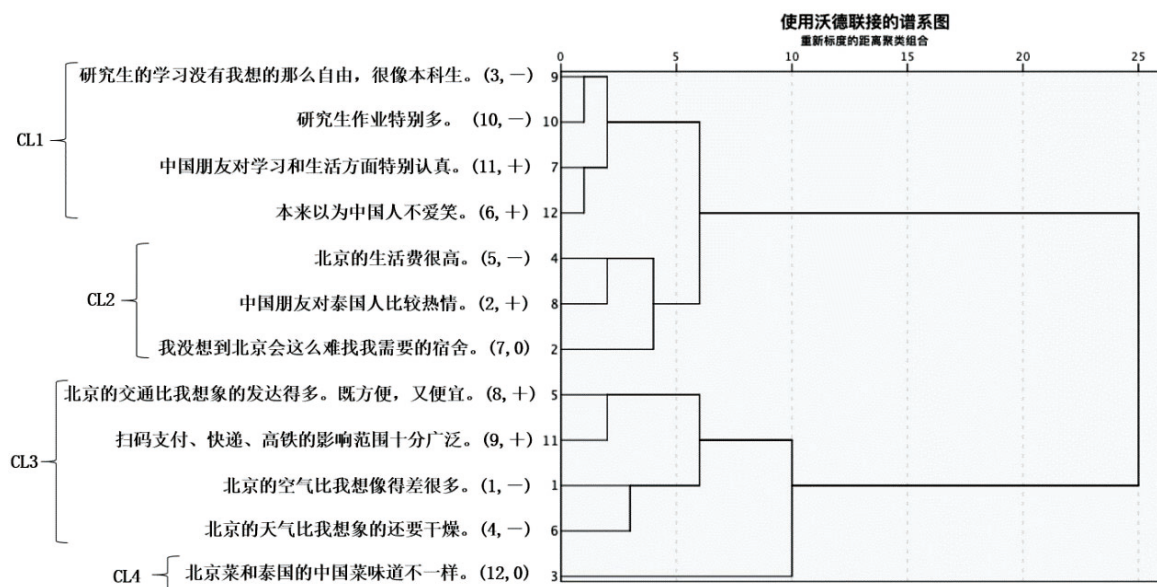 使用沃德联接的谱系图
重新标度的距离聚类组合
0 5 10 15 20 25
CL1
研究生的学习没有我想的那么自由，很像本科生。(3,－) 9
研究生作业特别多。 (10,－) 10
中国朋友对学习和生活方面特别认真。(11,＋) 7
本来以为中国人不爱笑。(6,＋) 12
CL2
北京的生活费很高。(5,－) 4
中国朋友对泰国人比较热情。(2,＋) 8
我没想到北京会这么难找我需要的宿舍。(7,0) 2
CL3
北京的交通比我想象的发达得多。既方便，又便宜。(8,＋) 5
扫码支付、快递、高铁的影响范围十分广泛。(9,＋) 11
北京的空气比我想像得差很多。(1,－) 1
北京的天气比我想象的还要干燥。(4,－) 6
CL4
北京菜和泰国的中国菜味道不一样。(12,0) 3